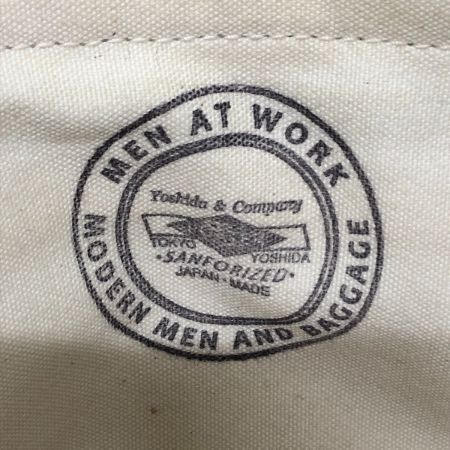 MEN AT WORK
Yoshida & Company
TOKYO YOSHIDA
•SANFORIZED•
JAPAN·MADE
MODERN MEN AND BAGGAGE